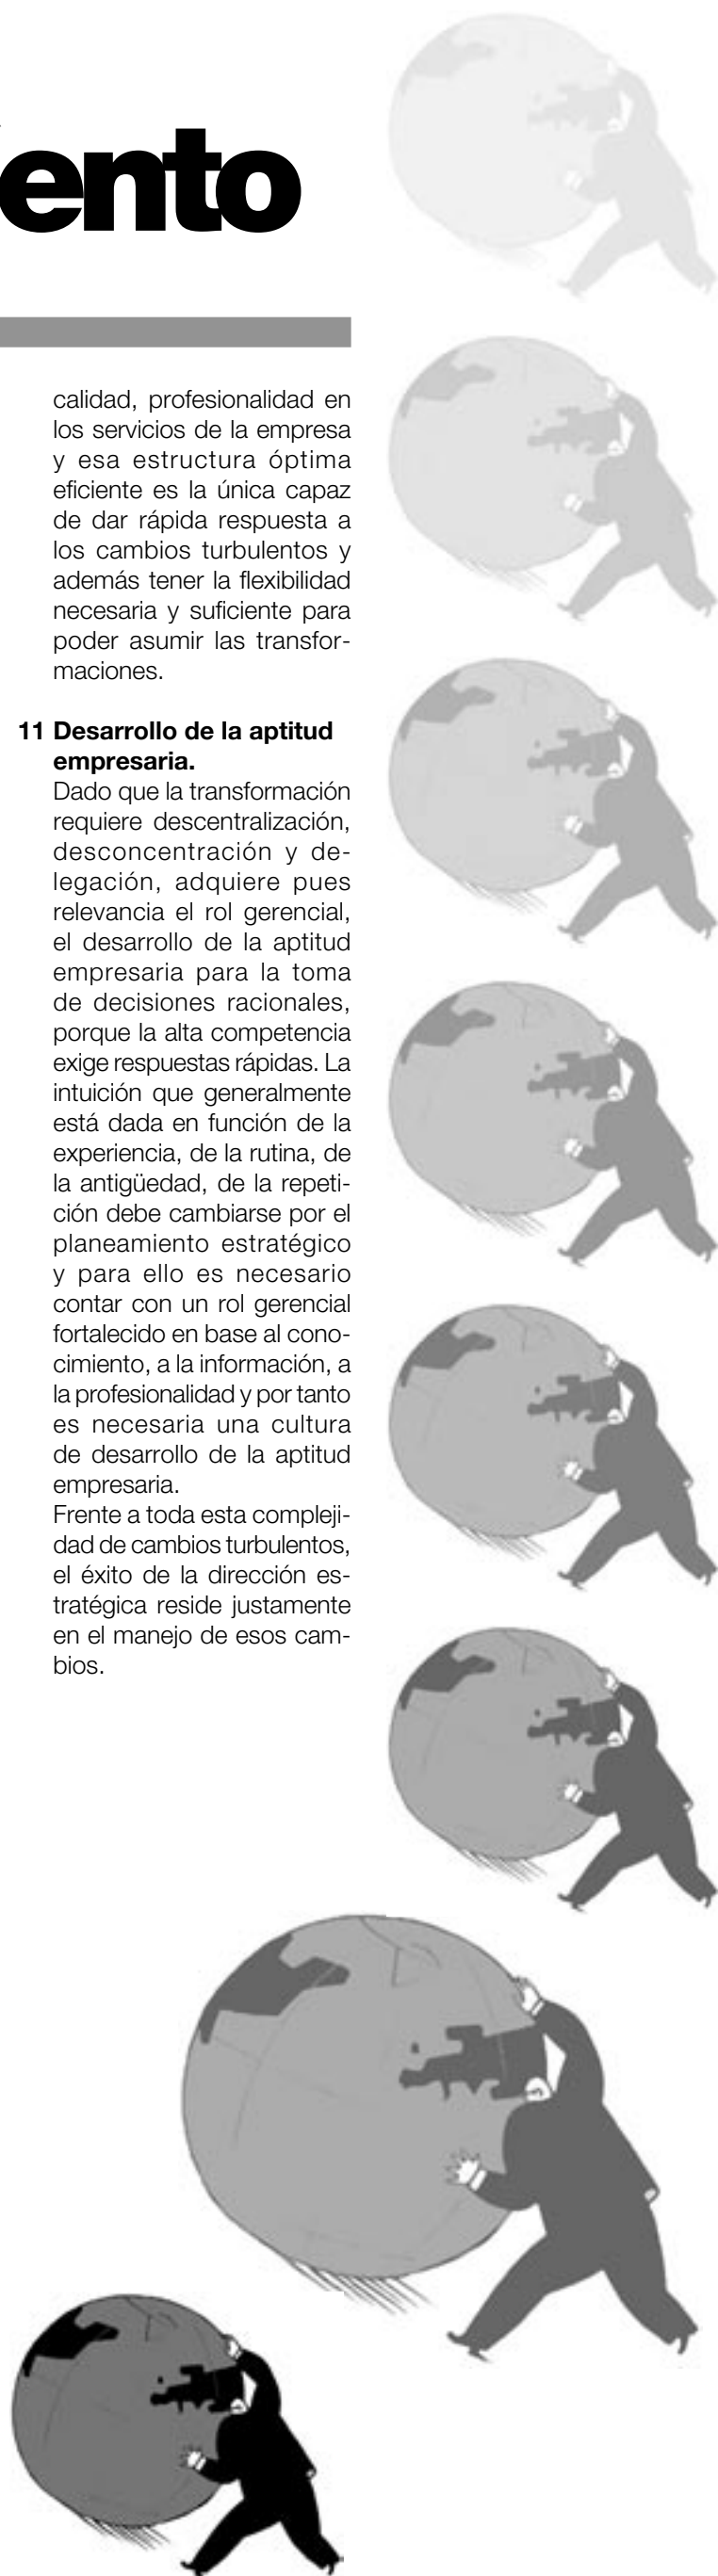 ento
calidad, profesionalidad en
los servicios de la empresa
y esa estructura óptima
eficiente es la única capaz
de dar rápida respuesta a
los cambios turbulentos y
además tener la flexibilidad
necesaria y suficiente para
poder asumir las transfor-
maciones.
11 Desarrollo de la aptitud
empresaria.
Dado que la transformación
requiere descentralización,
desconcentración y de-
legación, adquiere pues
relevancia el rol gerencial,
el desarrollo de la aptitud
empresaria para la toma
de decisiones racionales,
porque la alta competencia
exige respuestas rápidas. La
intuición que generalmente
está dada en función de la
experiencia, de la rutina, de
la antigüedad, de la repeti-
ción debe cambiarse por el
planeamiento estratégico
y para ello es necesario
contar con un rol gerencial
fortalecido en base al cono-
cimiento, a la información, a
la profesionalidad y por tanto
es necesaria una cultura
de desarrollo de la aptitud
empresaria.
Frente a toda esta compleji-
dad de cambios turbulentos,
el éxito de la dirección es-
tratégica reside justamente
en el manejo de esos cam-
bios.